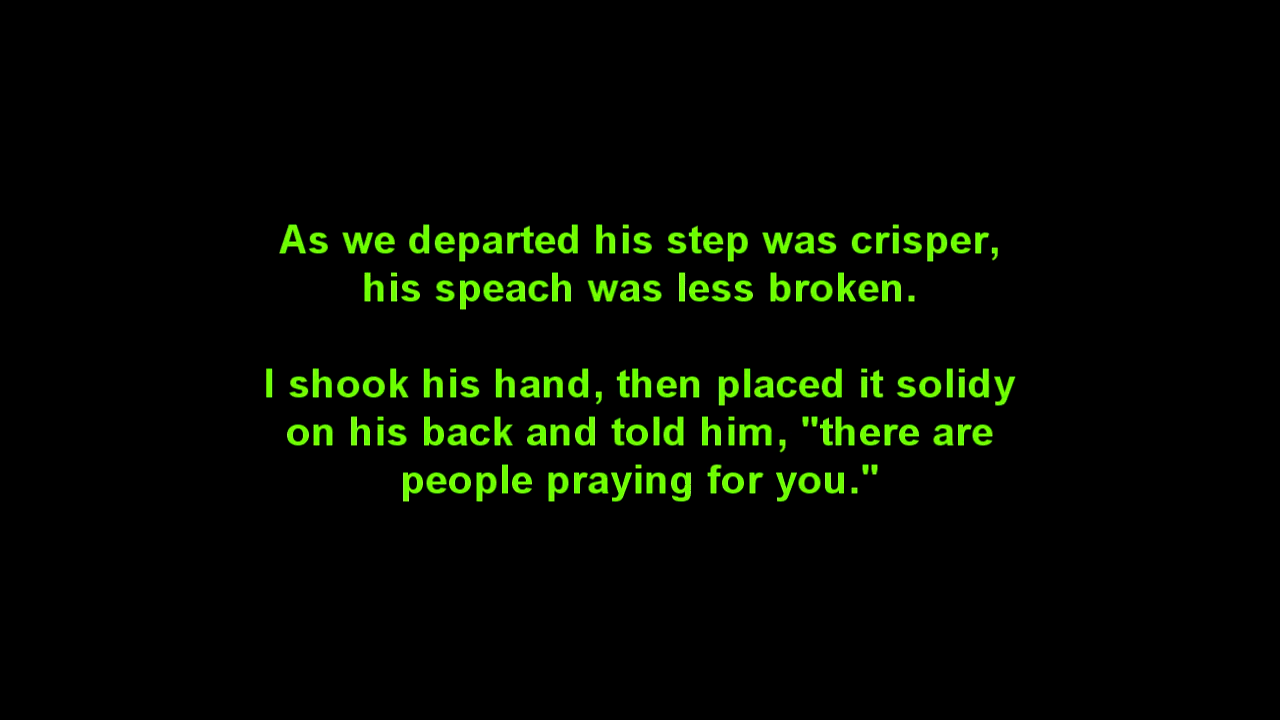 As we departed his step was crisper,
his speach was less broken.
I shook his hand, then placed it solidy
on his back and told him, "there are
people praying for you."